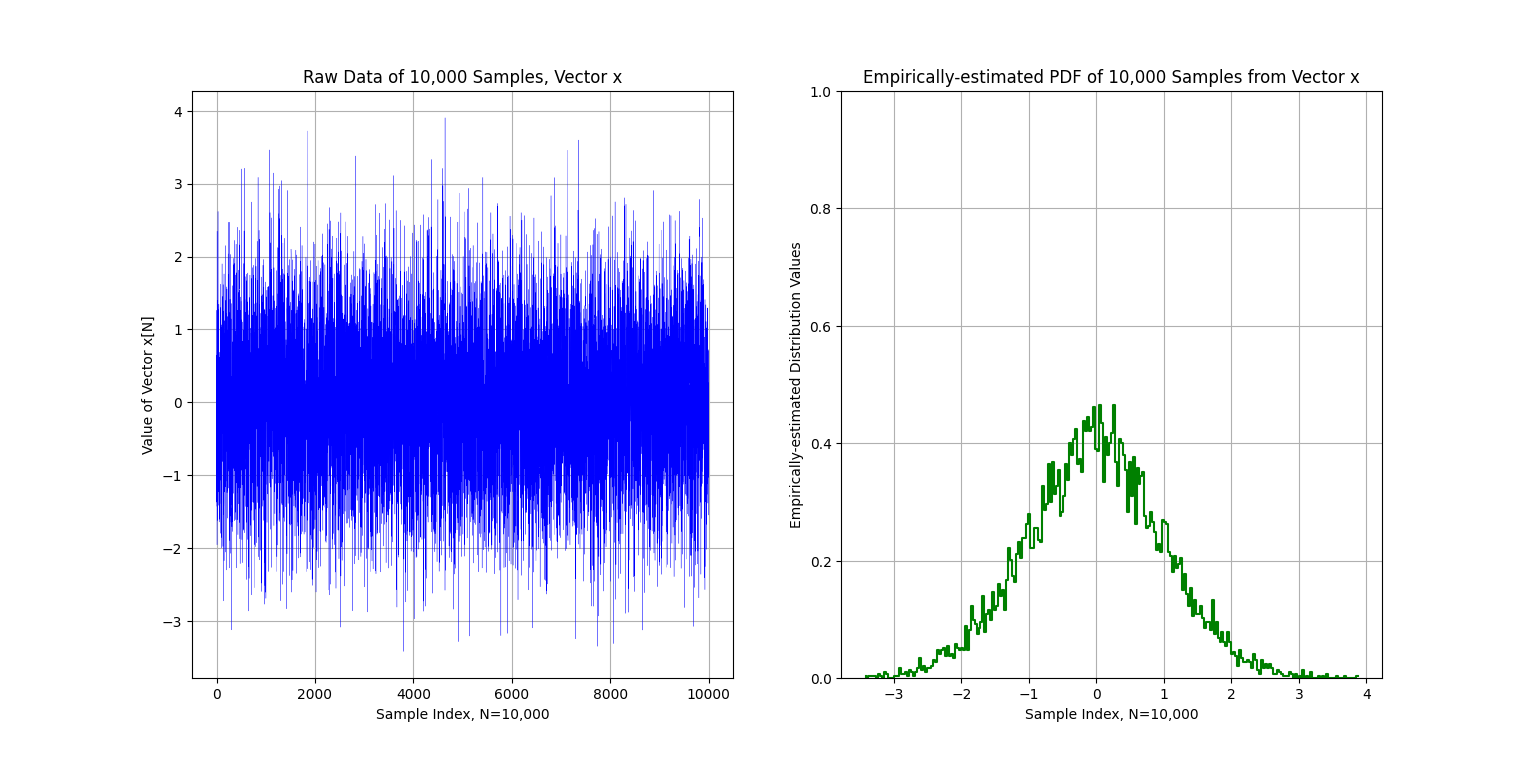 Raw Data of 10,000 Samples, Vector x
4
3
2
1
0
−1
−2
−3
Value of Vector x[N]
0 2000 4000 6000 8000 10000
Sample Index, N=10,000
Empirically-estimated PDF of 10,000 Samples from Vector x
1.0
0.8
0.6
0.4
0.2
0.0
Empirically-estimated Distribution Values
−3 −2 −1 0 1 2 3 4
Sample Index, N=10,000